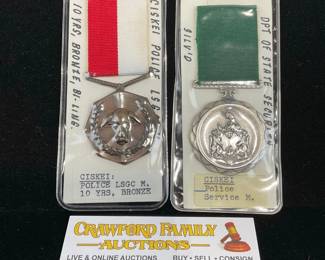 10 YRS, BRONZE, BI-LING.
CISKEI POLICE LSG
CISKEI:
POLICE LSGC M.
10 YRS, BRONZE
SILV'D
DPT. OF STATE SECURITY
CISKEI
Police
Service M.
CRAWFORD FAMILY
AUCTIONS
LIVE & ONLINE AUCTIONS
BUY • SELL • CONSIGN